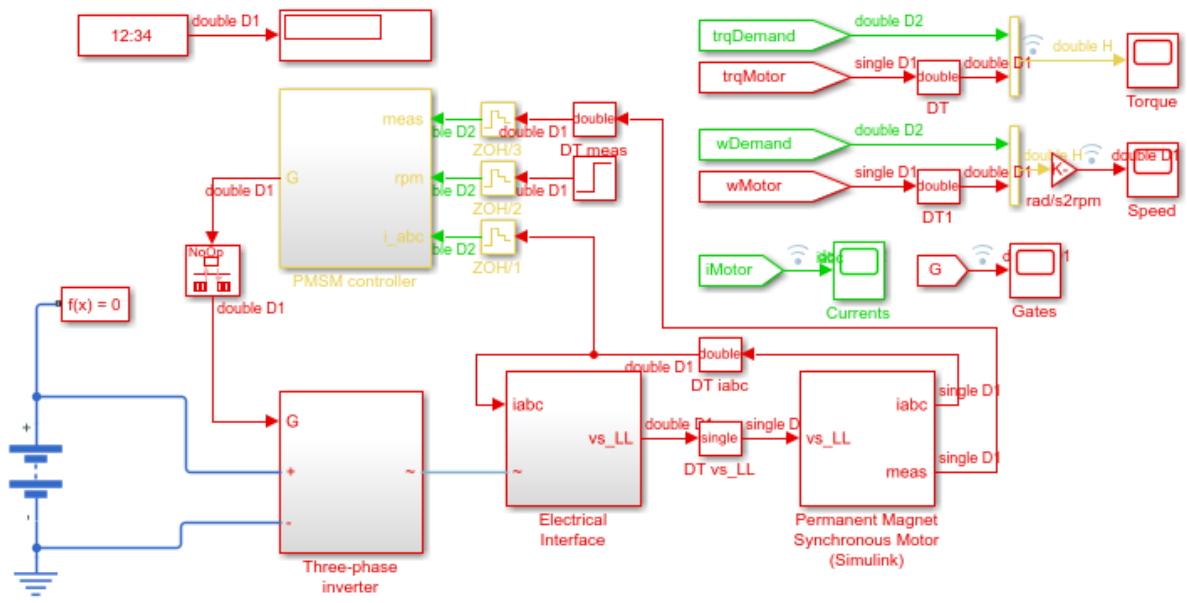 12:34
double D1
trqDemand
double D2
trqMotor
single D1
double
double D1
DT
double H
Torque
wDemand
double D2
wMotor
single D1
double
double D1
DT1
double H
K-
rad/s2rpm
double D1
Speed
iMotor
iabc
Currents
G
Gates
meas
rpm
i_abc
G
PMSM controller
ble D2
ZOH/3
double D1
double
DT meas
ble D2
ZOH/2
uble D1
ble D2
ZOH/1
double D1
NoOp
double D1
f(x) = 0
+
-
G
+
-
~
Three-phase
inverter
iabc
vs_LL
~
Electrical
Interface
double D1
double
DT iabc
double D1
single
single D
DT vs_LL
iabc
vs_LL
meas
single D1
single D1
Permanent Magnet
Synchronous Motor
(Simulink)